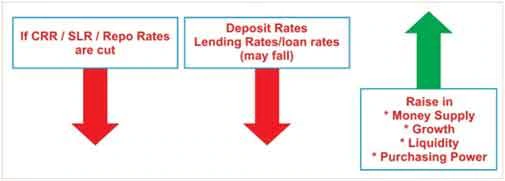 If CRR / SLR / Repo Rates
are cut
Deposit Rates
Lending Rates/loan rates
(may fall)
Raise in
* Money Supply
* Growth
* Liquidity
* Purchasing Power